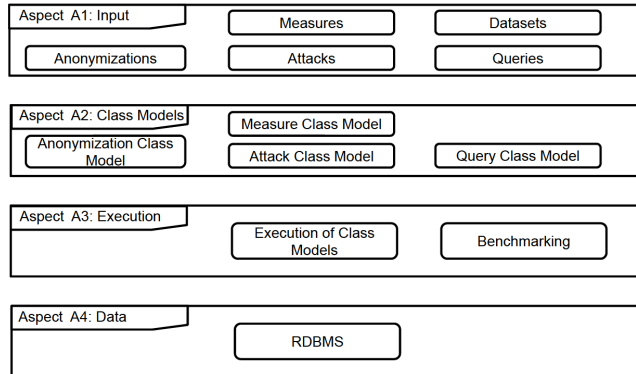 Aspect A1: Input
Measures
Datasets
Anonymizations
Attacks
Queries
Aspect A2: Class Models
Measure Class Model
Anonymization Class
Model
Attack Class Model
Query Class Model
Aspect A3: Execution
Execution of Class
Models
Benchmarking
Aspect A4: Data
RDBMS